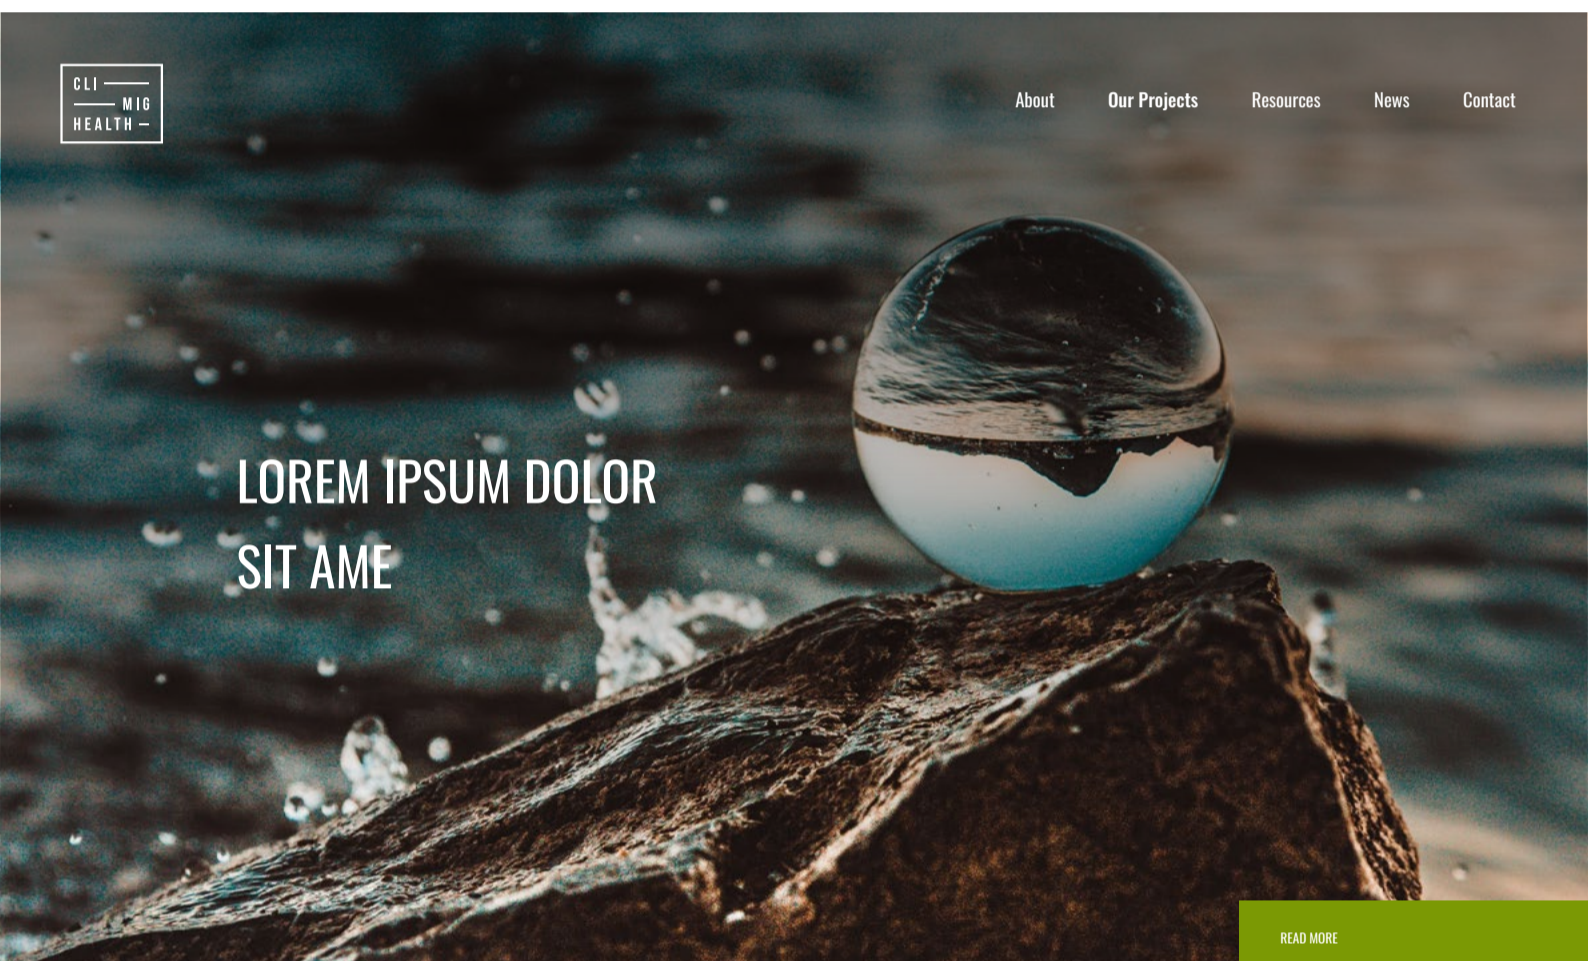 CLI
MIG
HEALTH
About Our Projects Resources News Contact
LOREM IPSUM DOLOR
SIT AME
READ MORE